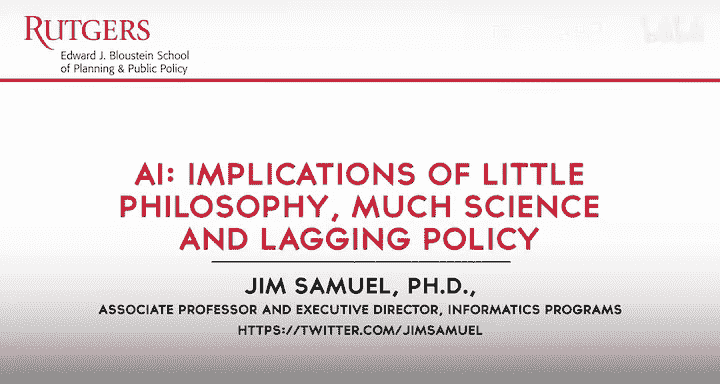 RUTGERS
Edward J. Bloustein School
of Planning & Public Policy
AI: IMPLICATIONS OF LITTLE
PHILOSOPHY, MUCH SCIENCE
AND LAGGING POLICY
JIM SAMUEL, PH.D.,
ASSOCIATE PROFESSOR AND EXECUTIVE DIRECTOR, INFORMATICS PROGRAMS
HTTPS://TWITTER.COM/JIMSAMUEL